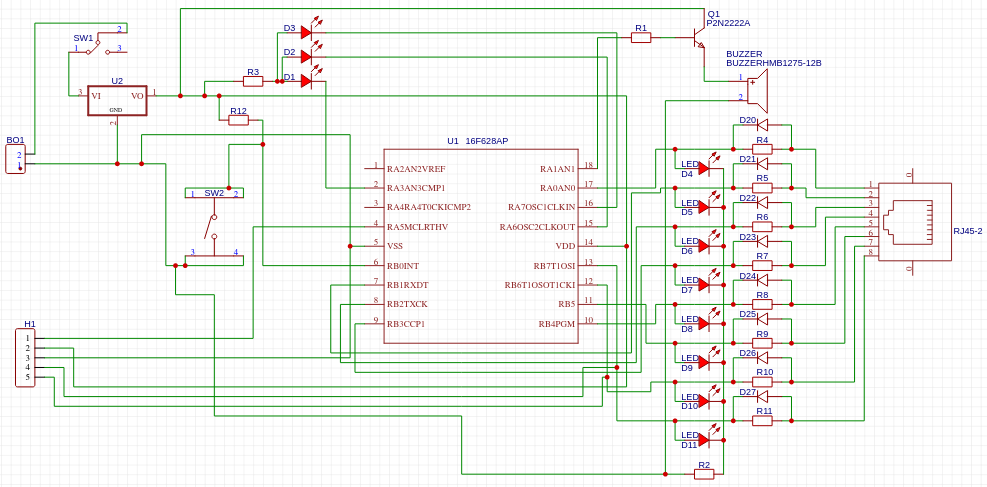 SW1
1 2 3
U2
3 VI VO 1
GND
2
BO1
2
1
D3
D2
D1
R3
R12
SW2
1 2
3 4
H1
1
2
3
4
5
U1 16F628AP
1 RA2AN2VREF RA1AN1 18
2 RA3AN3CMP1 RA0AN0 17
3 RA4RA4T0CKICMP2 RA7OSC1CLKIN 16
4 RA5MCLRTHV RA6OSC2CLKOUT 15
5 VSS VDD 14
6 RB0INT RB7T1OSI 13
7 RB1RXDT RB6T1OSOT1CKI 12
8 RB2TXCK RB5 11
9 RB3CCP1 RB4PGM 10
R1
Q1
P2N2222A
BUZZER
BUZZERHMB1275-12B
1
2
D20
R4
LED
D4
D21
R5
LED
D5
D22
R6
LED
D6
D23
R7
LED
D7
D24
R8
LED
D8
D25
R9
LED
D9
D26
R10
LED
D10
D27
R11
LED
D11
R2
0
1
2
3
4
5
6
7
8
0
RJ45-2